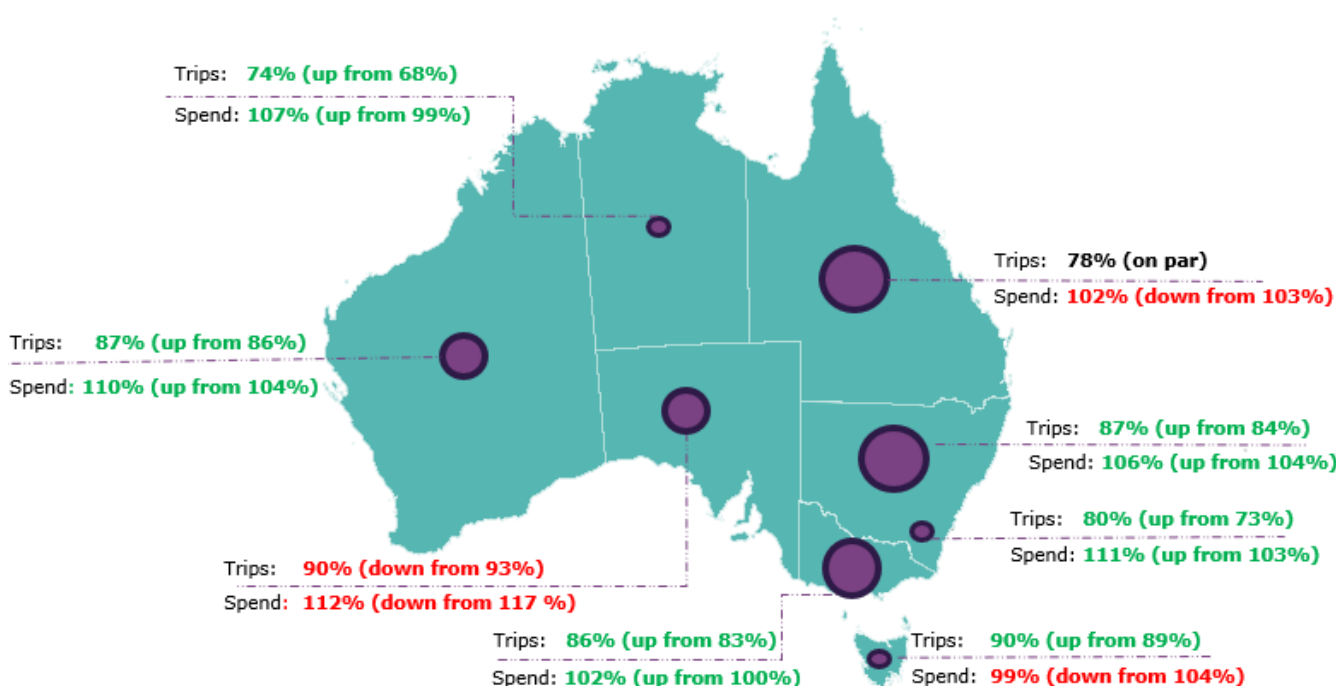 Trips: 74% (up from 68%)
Spend: 107% (up from 99%)
Trips: 78% (on par)
Spend: 102% (down from 103%)
Trips: 87% (up from 86%)
Spend: 110% (up from 104%)
Trips: 87% (up from 84%)
Spend: 106% (up from 104%)
Trips: 80% (up from 73%)
Spend: 111% (up from 103%)
Trips: 90% (down from 93%)
Spend: 112% (down from 117 %)
Trips: 86% (up from 83%)
Spend: 102% (up from 100%)
Trips: 90% (up from 89%)
Spend: 99% (down from 104%)